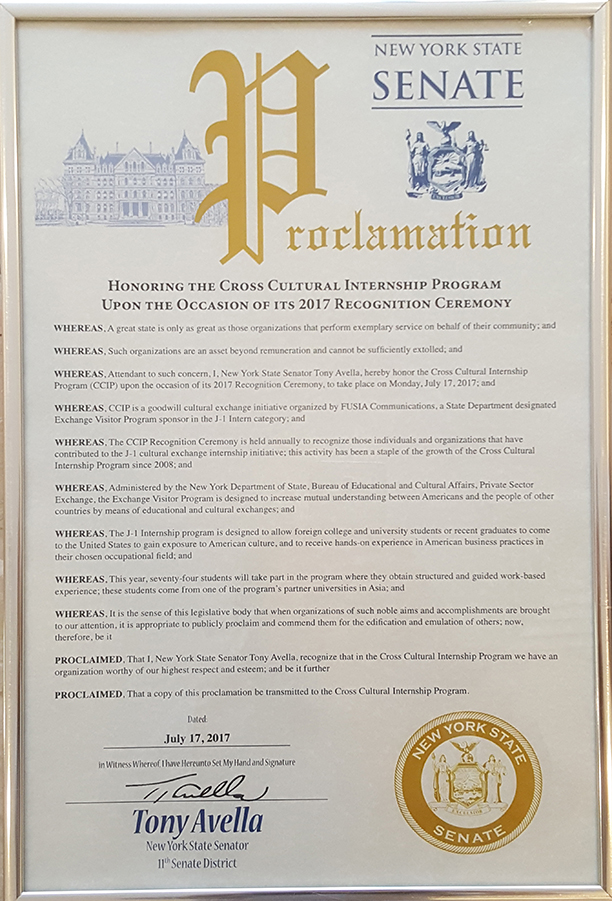 NEW YORK STATE
SENATE
Proclamation
HONORING THE CROSS CULTURAL INTERNSHIP PROGRAM
UPON THE OCCASION OF ITS 2017 RECOGNITION CEREMONY
WHEREAS, A great state is only as great as those organizations that perform exemplary service on behalf of their community; and
WHEREAS, Such organizations are an asset beyond remuneration and cannot be sufficiently extolled; and
WHEREAS, Attendant to such concern, I, New York State Senator Tony Avella, hereby honor the Cross Cultural Internship
Program (CCIP) upon the occasion of its 2017 Recognition Ceremony, to take place on Monday, July 17, 2017; and
WHEREAS, CCIP is a goodwill cultural exchange initiative organized by FUSIA Communications, a State Department designated
Exchange Visitor Program sponsor in the J-1 Intern category; and
WHEREAS, The CCIP Recognition Ceremony is held annually to recognize those individuals and organizations that have
contributed to the J-1 cultural exchange internship initiative; this activity has been a staple of the growth of the Cross Cultural
Internship Program since 2008; and
WHEREAS, Administered by the New York Department of State, Bureau of Educational and Cultural Affairs, Private Sector
Exchange, the Exchange Visitor Program is designed to increase mutual understanding between Americans and the people of other
countries by means of educational and cultural exchanges; and
WHEREAS, The J-1 Internship program is designed to allow foreign college and university students or recent graduates to come
to the United States to gain exposure to American culture, and to receive hands-on experience in American business practices in
their chosen occupational field; and
WHEREAS, This year, seventy-four students will take part in the program where they obtain structured and guided work-based
experience; these students come from one of the program's partner universities in Asia; and
WHEREAS, It is the sense of this legislative body that when organizations of such noble aims and accomplishments are brought
to our attention, it is appropriate to publicly proclaim and commend them for the edification and emulation of others; now,
therefore, be it
PROCLAIMED, That I, New York State Senator Tony Avella, recognize that in the Cross Cultural Internship Program we have an
organization worthy of our highest respect and esteem; and be it further
PROCLAIMED, That a copy of this proclamation be transmitted to the Cross Cultural Internship Program.
Dated:
July 17, 2017
in Witness Whereof, I have Hereunto Set My Hand and Signature
T Avella
Tony Avella
New York State Senator
11th Senate District
NEW YORK STATE
SENATE